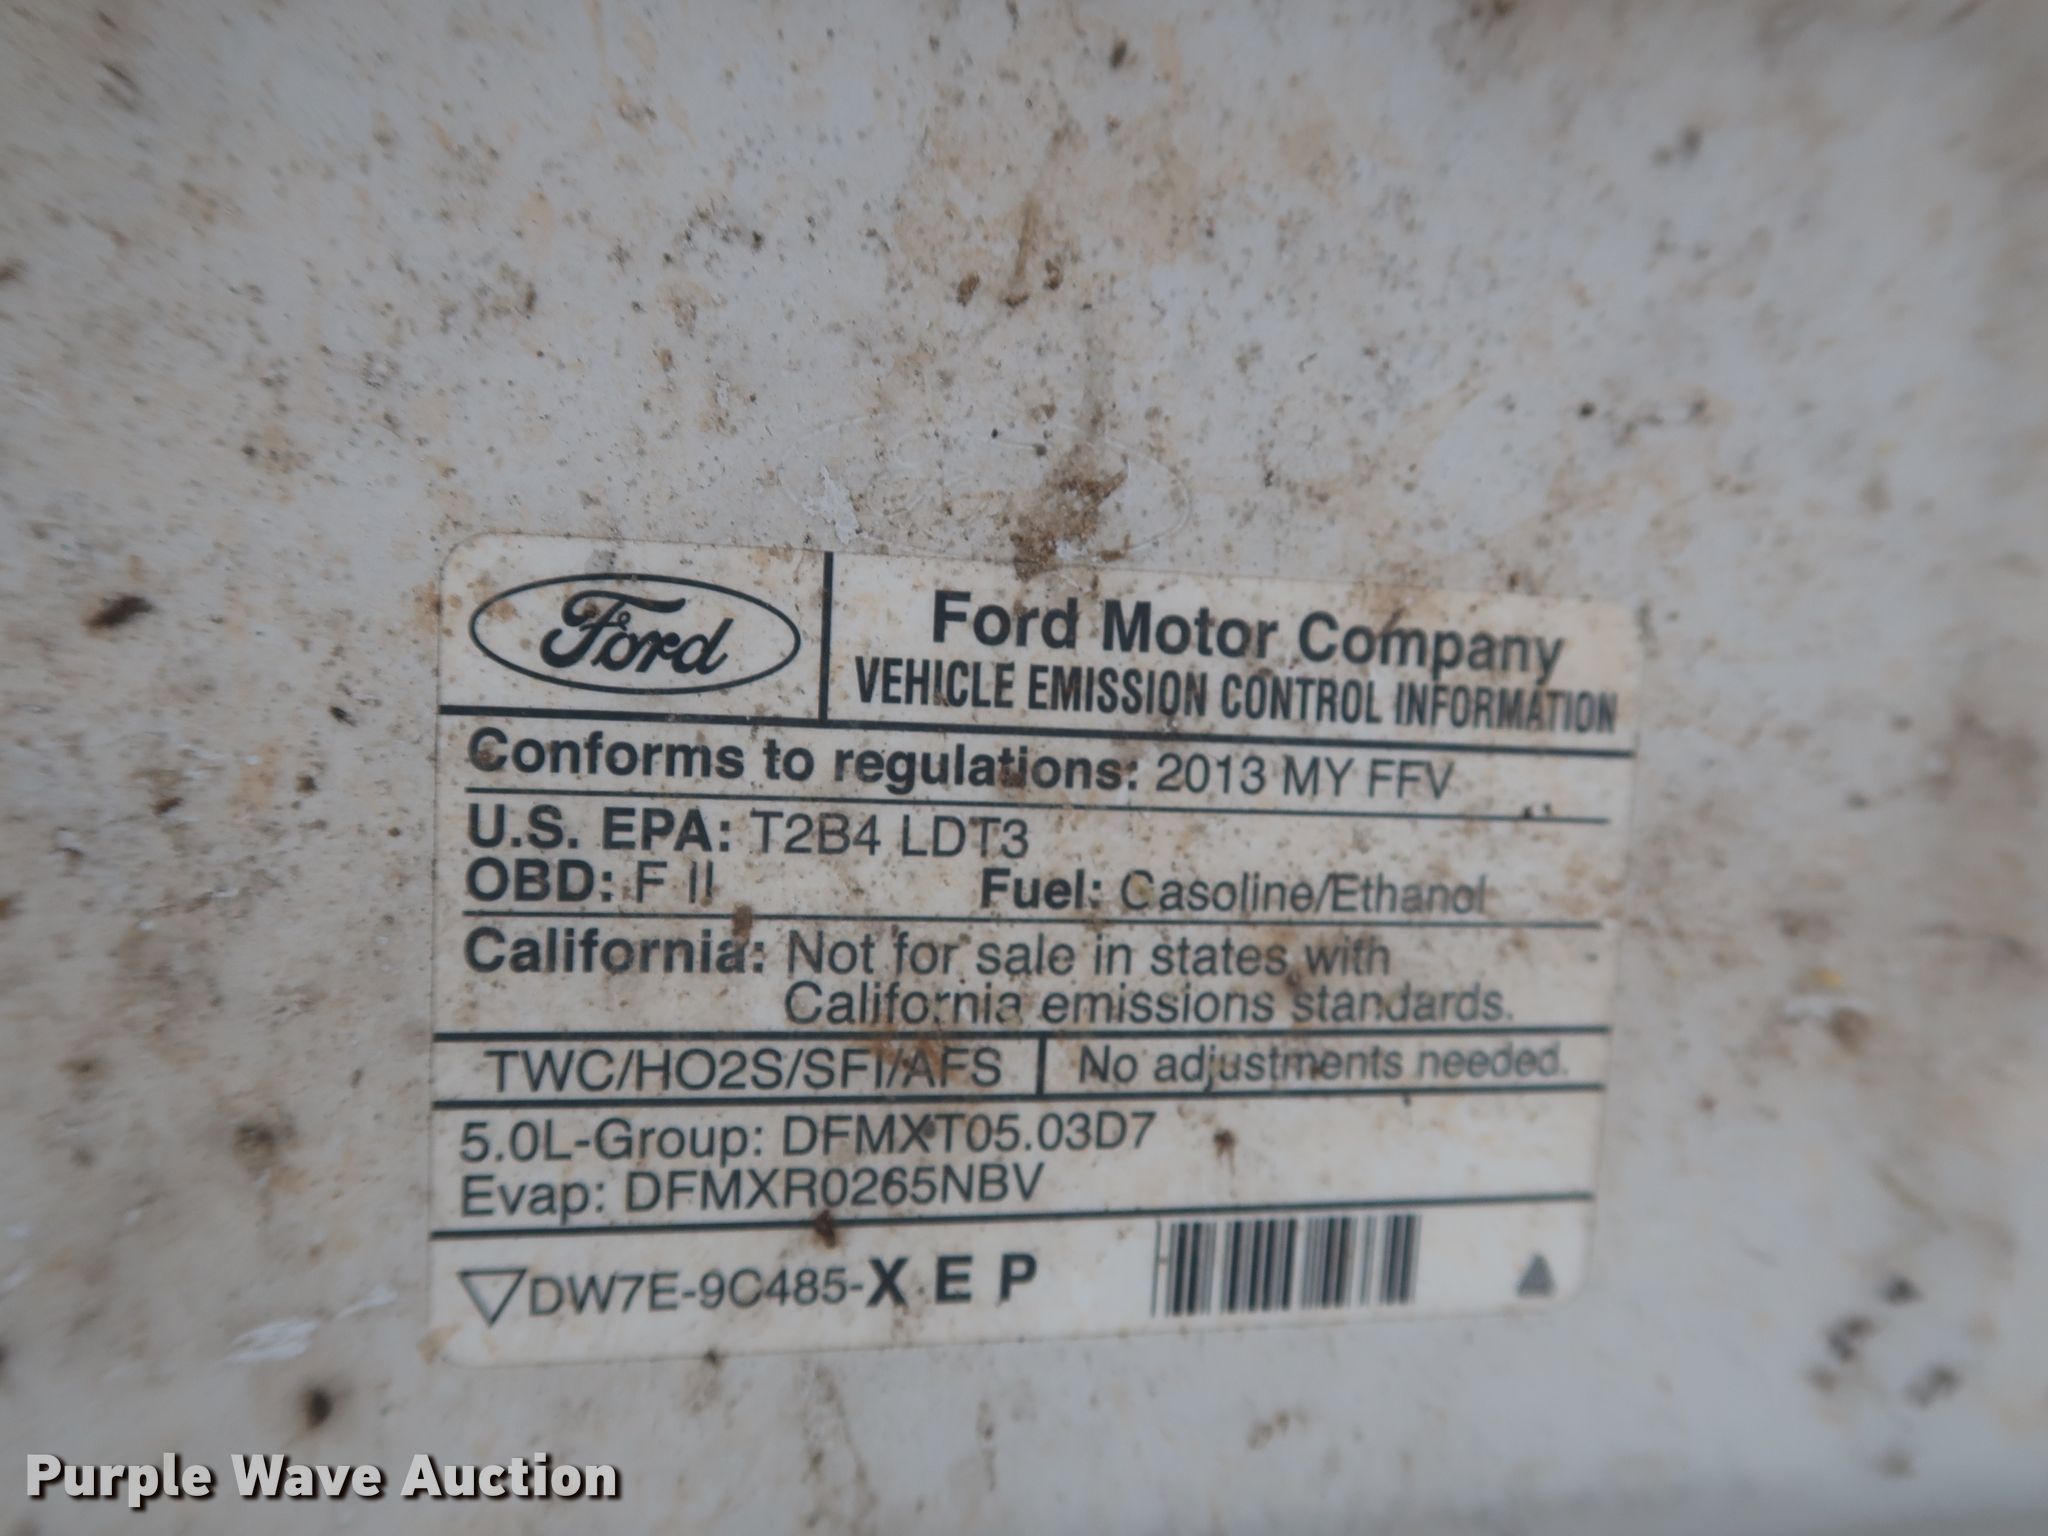 Ford
Ford Motor Company
VEHICLE EMISSION CONTROL INFORMATION
Conforms to regulations: 2013 MY FFV
U.S. EPA: T2B4 LDT3
OBD: F II Fuel: Gasoline/Ethanol
California: Not for sale in states with
California emissions standards.
TWC/HO2S/SFI/AFS No adjustments needed.
5.0L-Group: DFMXT05.03D7
Evap: DFMXR0265NBV
DW7E-9C485-X E P
Purple Wave Auction